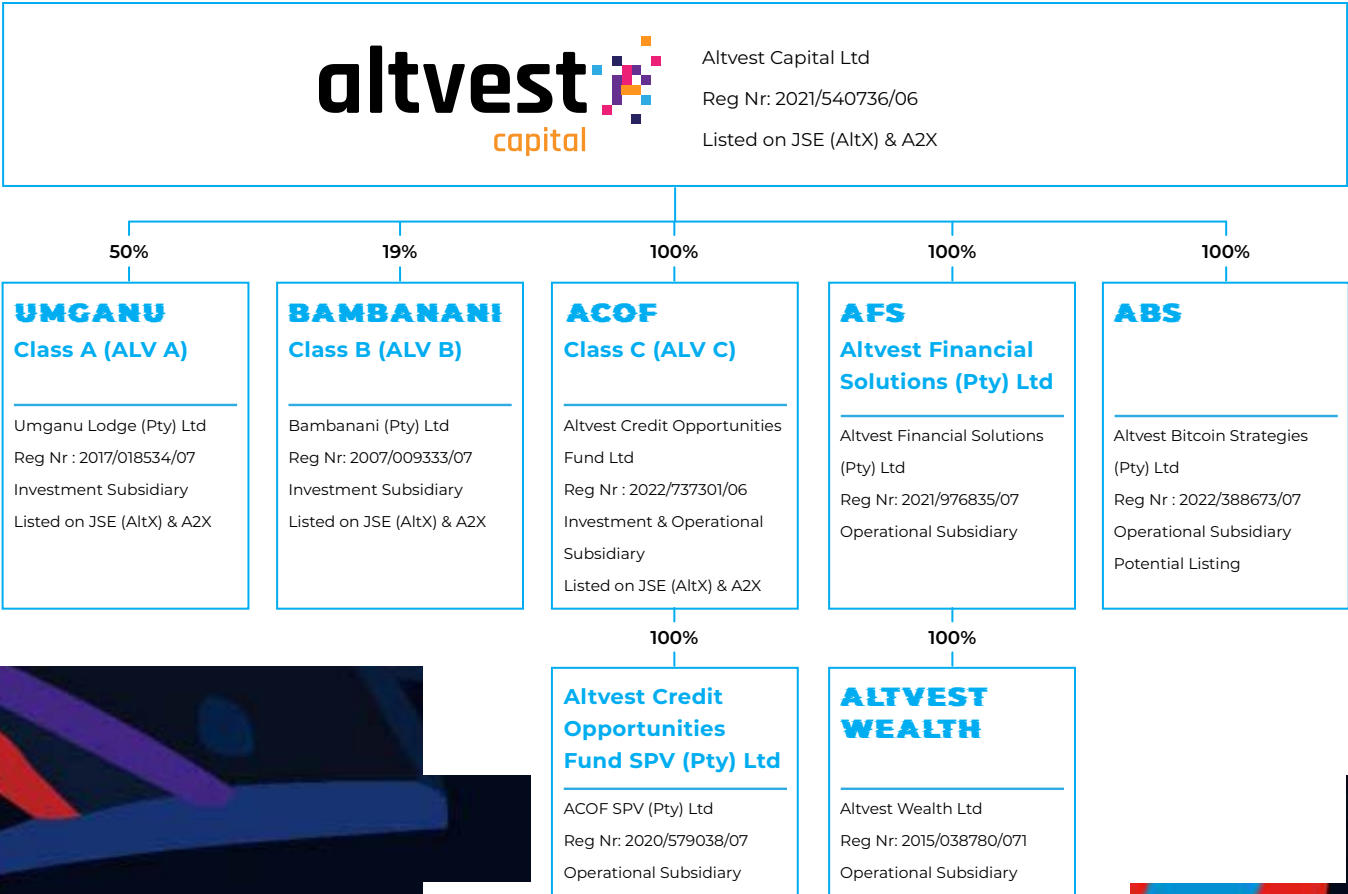 altvest
capital
Altvest Capital Ltd
Reg Nr: 2021/540736/06
Listed on JSE (AltX) & A2X
50%
19%
100%
100%
100%
UMGANU
Class A (ALV A)
Umganu Lodge (Pty) Ltd
Reg Nr : 2017/018534/07
Investment Subsidiary
Listed on JSE (AltX) & A2X
BAMBANANI
Class B (ALV B)
Bambanani (Pty) Ltd
Reg Nr: 2007/009333/07
Investment Subsidiary
Listed on JSE (AltX) & A2X
ACOF
Class C (ALV C)
Altvest Credit Opportunities
Fund Ltd
Reg Nr : 2022/737301/06
Investment & Operational
Subsidiary
Listed on JSE (AltX) & A2X
AFS
Altvest Financial
Solutions (Pty) Ltd
Altvest Financial Solutions
(Pty) Ltd
Reg Nr: 2021/976835/07
Operational Subsidiary
ABS
Altvest Bitcoin Strategies
(Pty) Ltd
Reg Nr : 2022/388673/07
Operational Subsidiary
Potential Listing
100%
100%
Altvest Credit
Opportunities
Fund SPV (Pty) Ltd
ACOF SPV (Pty) Ltd
Reg Nr: 2020/579038/07
Operational Subsidiary
ALTVEST
WEALTH
Altvest Wealth Ltd
Reg Nr: 2015/038780/071
Operational Subsidiary